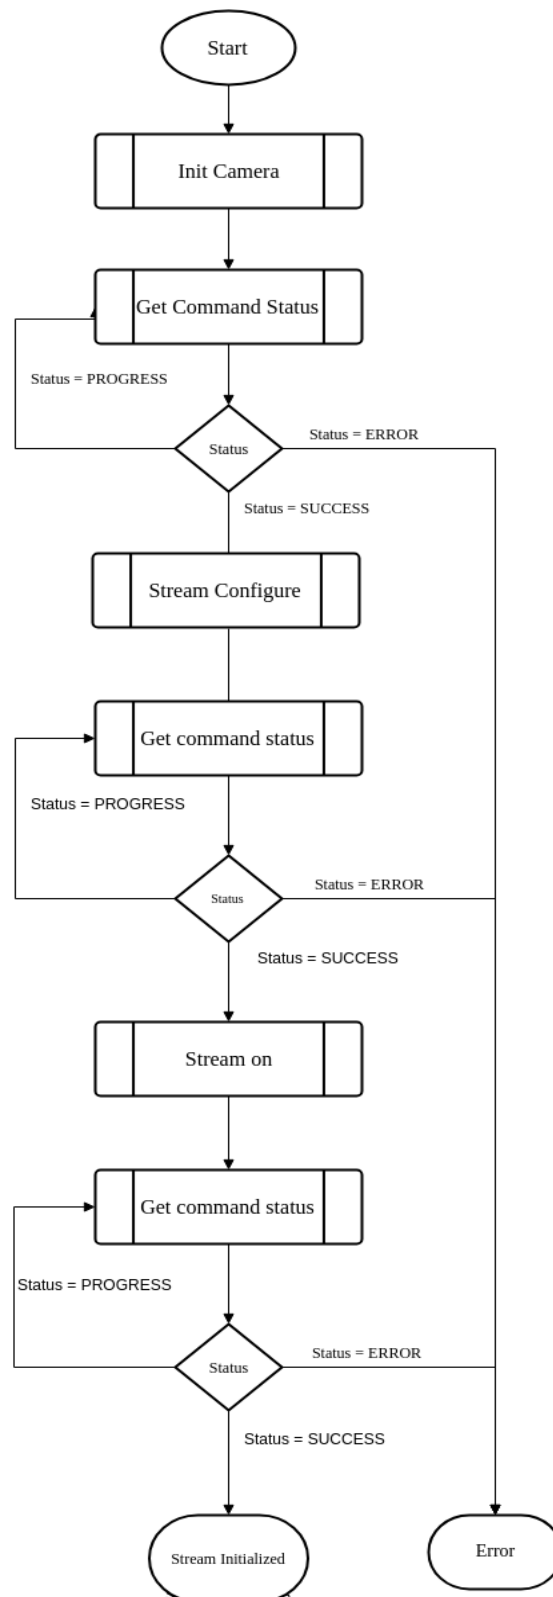 Start
Init Camera
Get Command Status
Status = PROGRESS
Status = ERROR
Status
Status = SUCCESS
Stream Configure
Get command status
Status = PROGRESS
Status = ERROR
Status
Status = SUCCESS
Stream on
Get command status
Status = PROGRESS
Status = ERROR
Status
Status = SUCCESS
Stream Initialized
Error